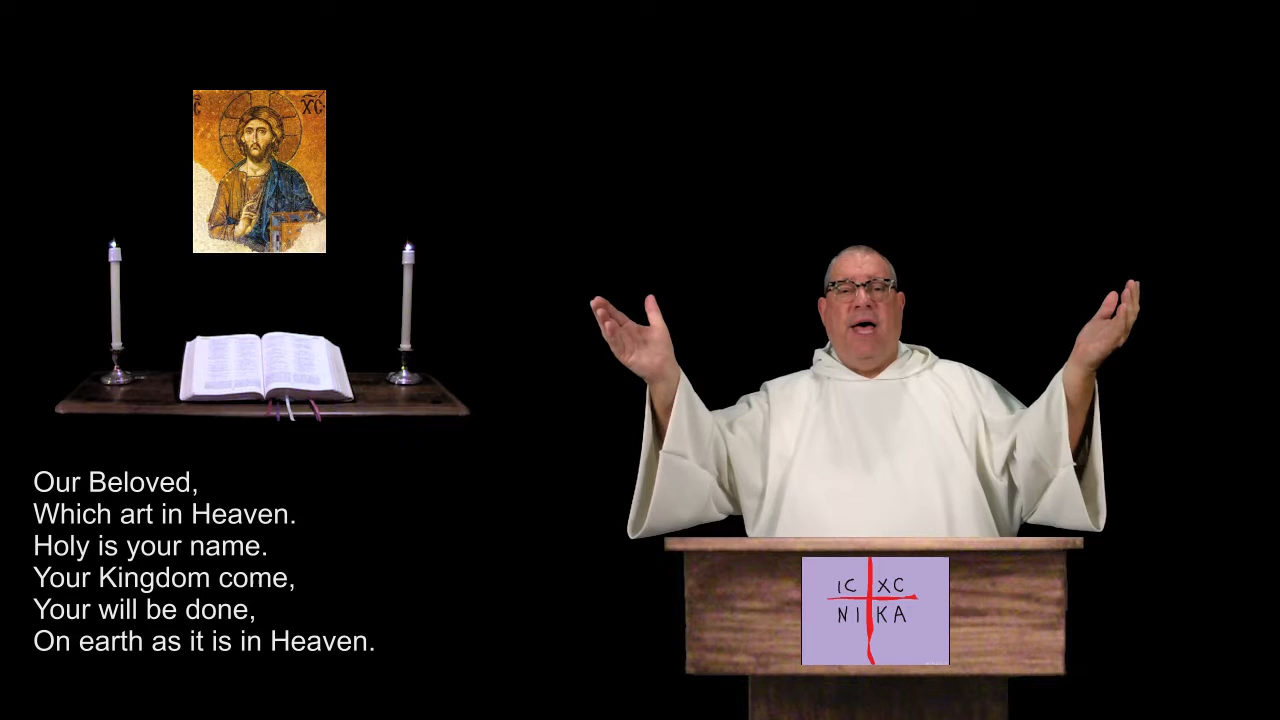 C XC
Our Beloved,
Which art in Heaven.
Holy is your name.
Your Kingdom come,
Your will be done,
On earth as it is in Heaven.
IC XC
NI KA